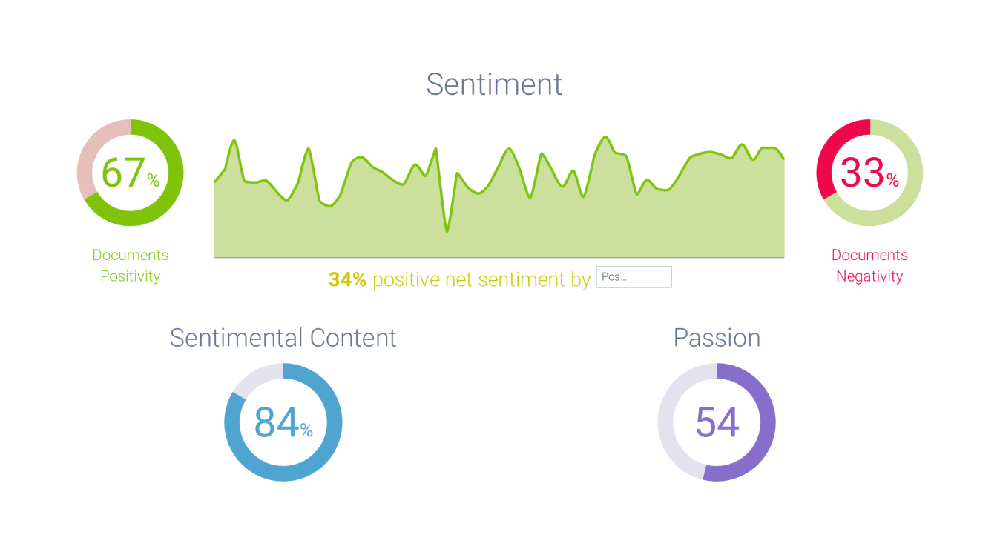 Sentiment
67%
33%
Documents
Positivity
Documents
Negativity
34% positive net sentiment by Pos...
Sentimental Content
Passion
84%
54